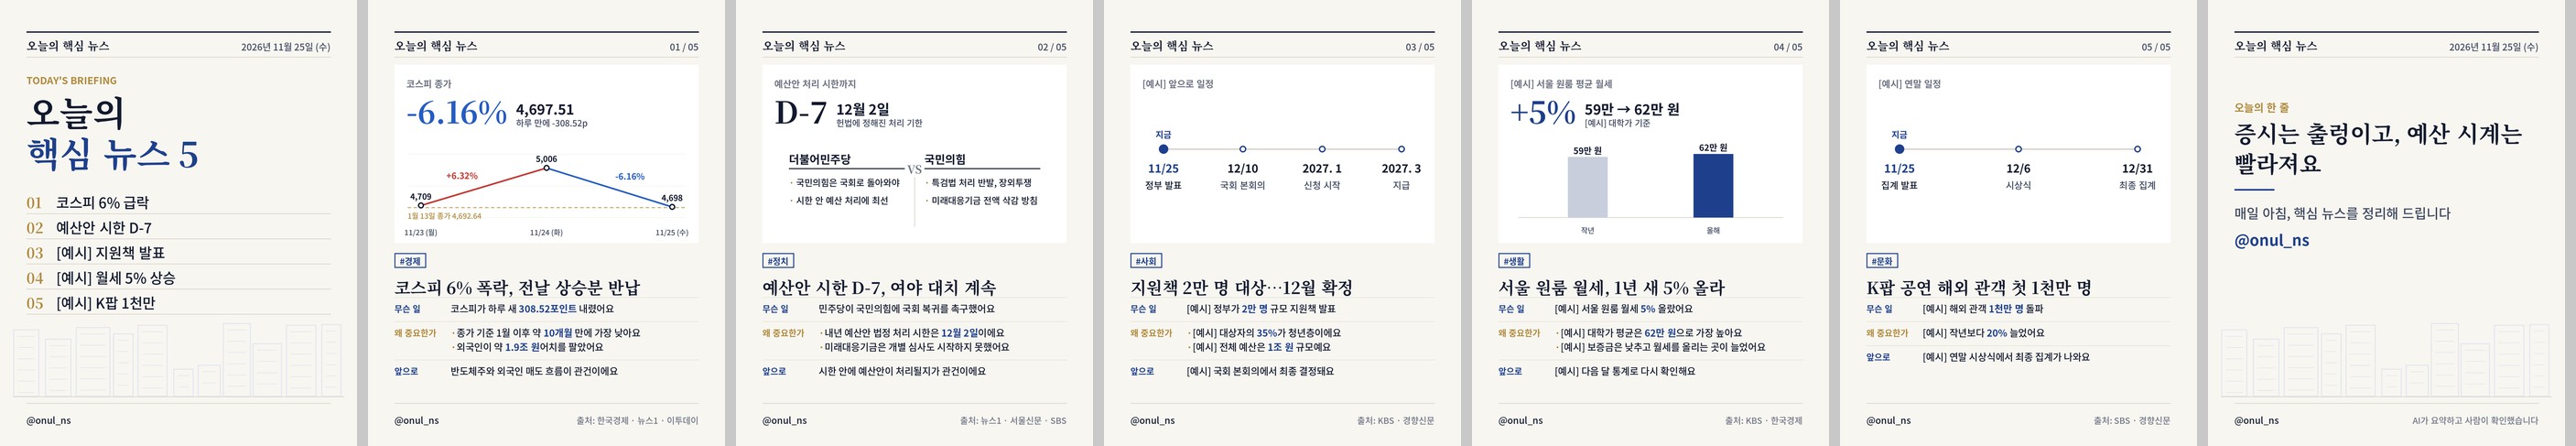 오늘의 핵심 뉴스
2026년 11월 25일 (수)
TODAY'S BRIEFING
오늘의
핵심 뉴스 5
01 코스피 6% 급락
02 예산안 시한 D-7
03 [예시] 지원책 발표
04 [예시] 월세 5% 상승
05 [예시] K팝 1천만
@onul_ns
오늘의 핵심 뉴스
01 / 05
코스피 종가
-6.16%
4,697.51
하루 만에 -308.52p
5,006
+6.32%
-6.16%
4,709
4,698
1월 13일 종가 4,692.64
11/23 (월)
11/24 (화)
11/25 (수)
#경제
코스피 6% 폭락, 전날 상승분 반납
무슨 일 코스피가 하루 새 308.52포인트 내렸어요
왜 중요한가 · 종가 기준 1월 이후 약 10개월 만에 가장 낮아요
· 외국인이 약 1.9조 원어치를 팔았어요
앞으로 반도체주와 외국인 매도 흐름이 관건이에요
@onul_ns
출처: 한국경제 · 뉴스1 · 이투데이
오늘의 핵심 뉴스
02 / 05
예산안 처리 시한까지
D-7
12월 2일
헌법에 정해진 처리 기한
더불어민주당
VS
국민의힘
· 국민의힘은 국회로 돌아와야
· 시한 안 예산 처리에 최선
· 특검법 처리 반발, 장외투쟁
· 미래대응기금 전액 삭감 방침
#정치
예산안 시한 D-7, 여야 대치 계속
무슨 일 민주당이 국민의힘에 국회 복귀를 촉구했어요
왜 중요한가 · 내년 예산안 법정 처리 시한은 12월 2일이에요
· 미래대응기금은 개별 심사도 시작하지 못했어요
앞으로 시한 안에 예산안이 처리될지가 관건이에요
@onul_ns
출처: 뉴스1 · 서울신문 · SBS
오늘의 핵심 뉴스
03 / 05
[예시] 앞으로 일정
지금
11/25
12/10
2027. 1
2027. 3
정부 발표
국회 본회의
신청 시작
지급
#사회
지원책 2만 명 대상…12월 확정
무슨 일 [예시] 정부가 2만 명 규모 지원책 발표
왜 중요한가 · [예시] 대상자의 35%가 청년층이에요
· [예시] 전체 예산은 1조 원 규모예요
앞으로 [예시] 국회 본회의에서 최종 결정돼요
@onul_ns
출처: KBS · 경향신문
오늘의 핵심 뉴스
04 / 05
[예시] 서울 원룸 평균 월세
+5%
59만 → 62만 원
[예시] 대학가 기준
59만 원
62만 원
작년
올해
#생활
서울 원룸 월세, 1년 새 5% 올라
무슨 일 [예시] 서울 원룸 월세 5% 올랐어요
왜 중요한가 · [예시] 대학가 평균은 62만 원으로 가장 높아요
· [예시] 보증금은 낮추고 월세를 올리는 곳이 늘었어요
앞으로 [예시] 다음 달 통계로 다시 확인해요
@onul_ns
출처: KBS · 한국경제
오늘의 핵심 뉴스
05 / 05
[예시] 연말 일정
지금
11/25
12/6
12/31
집계 발표
시상식
최종 집계
#문화
K팝 공연 해외 관객 첫 1천만 명
무슨 일 [예시] 해외 관객 1천만 명 돌파
왜 중요한가 [예시] 작년보다 20% 늘었어요
앞으로 [예시] 연말 시상식에서 최종 집계가 나와요
@onul_ns
출처: SBS · 경향신문
오늘의 핵심 뉴스
2026년 11월 25일 (수)
오늘의 한 줄
증시는 출렁이고, 예산 시계는
빨라져요
매일 아침, 핵심 뉴스를 정리해 드립니다
@onul_ns
@onul_ns
AI가 요약하고 사람이 확인했습니다